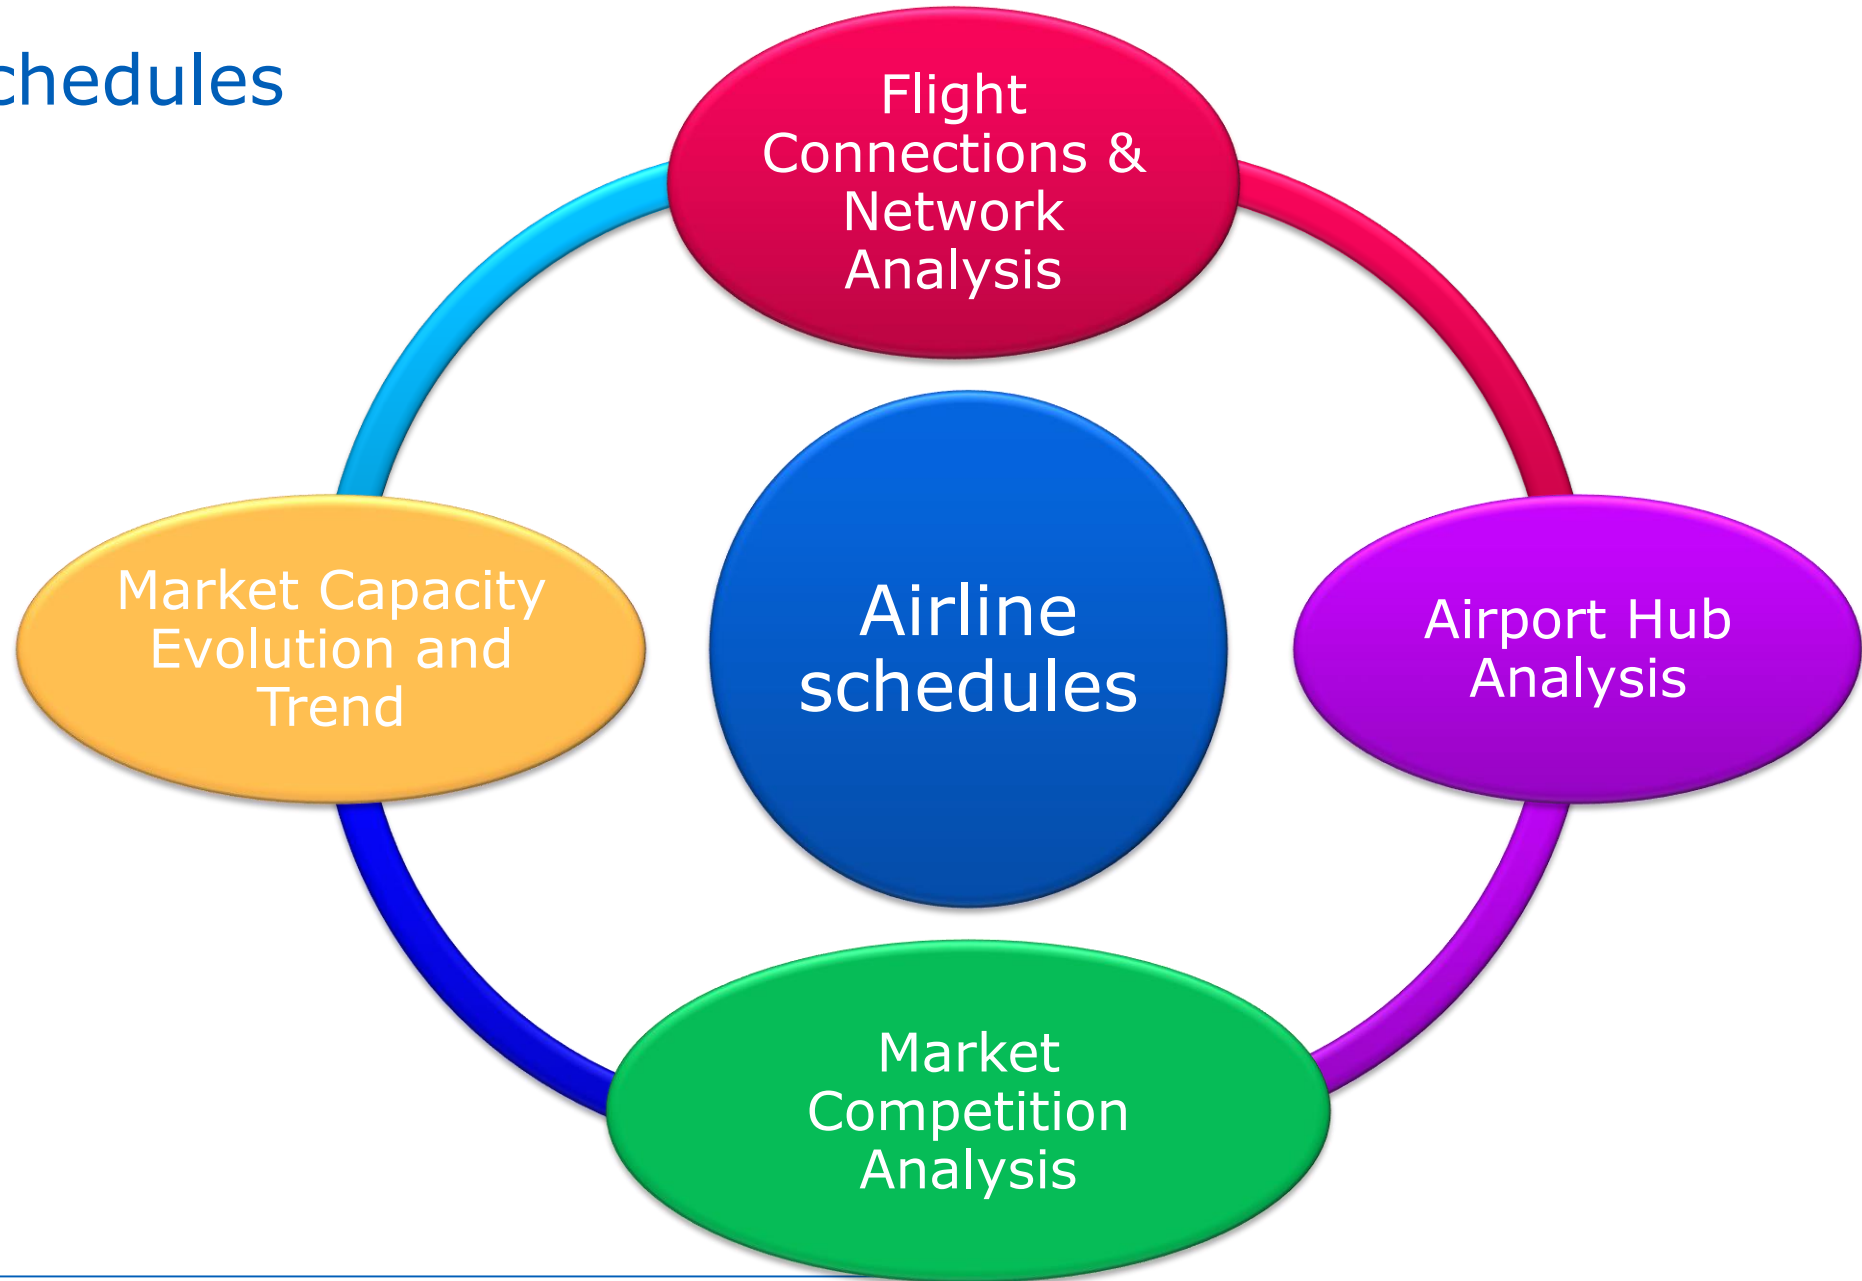 chedules
Flight
Connections &
Network
Analysis
Market Capacity
Evolution and
Trend
Airline
schedules
Airport Hub
Analysis
Market
Competition
Analysis